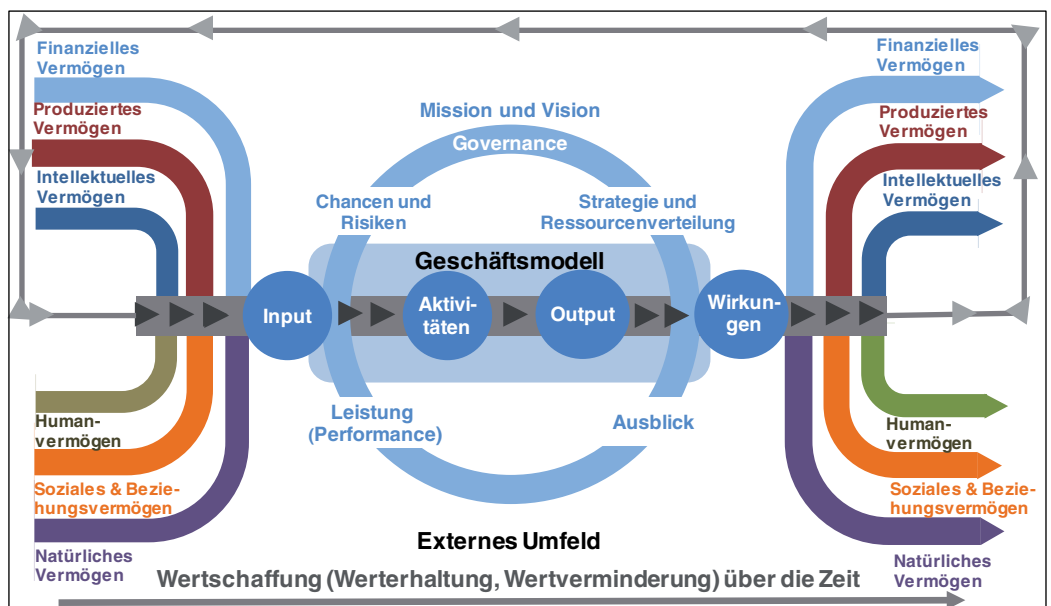 Finanzielles
Vermögen
Produziertes
Vermögen
Intellektuelles
Vermögen
Mission und Vision
Governance
Chancen und
Risiken
Strategie und
Ressourcenverteilung
Geschäftsmodell
Input
Aktivi-
täten
Output
Wirkun-
gen
Leistung
(Performance)
Ausblick
Human-
vermögen
Soziales & Bezie-
hungsvermögen
Natürliches
Vermögen
Finanzielles
Vermögen
Produziertes
Vermögen
Intellektuelles
Vermögen
Human-
vermögen
Soziales & Bezie-
hungsvermögen
Natürliches
Vermögen
Externes Umfeld
Wertschaffung (Werterhaltung, Wertverminderung) über die Zeit